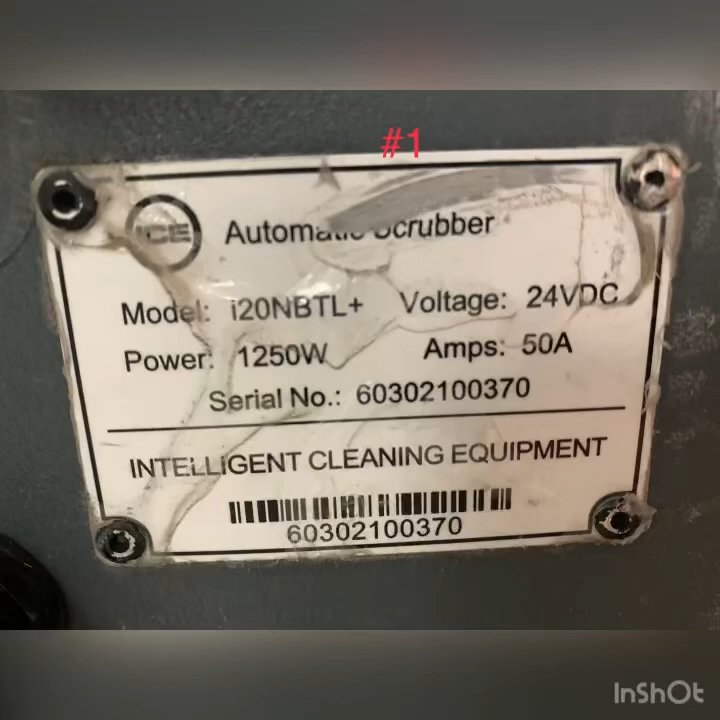 #1
ICE Automatic Scrubber
Model: i20NBTL+ Voltage: 24VDC
Power: 1250W Amps: 50A
Serial No.: 60302100370
INTELLIGENT CLEANING EQUIPMENT
60302100370
InShOt